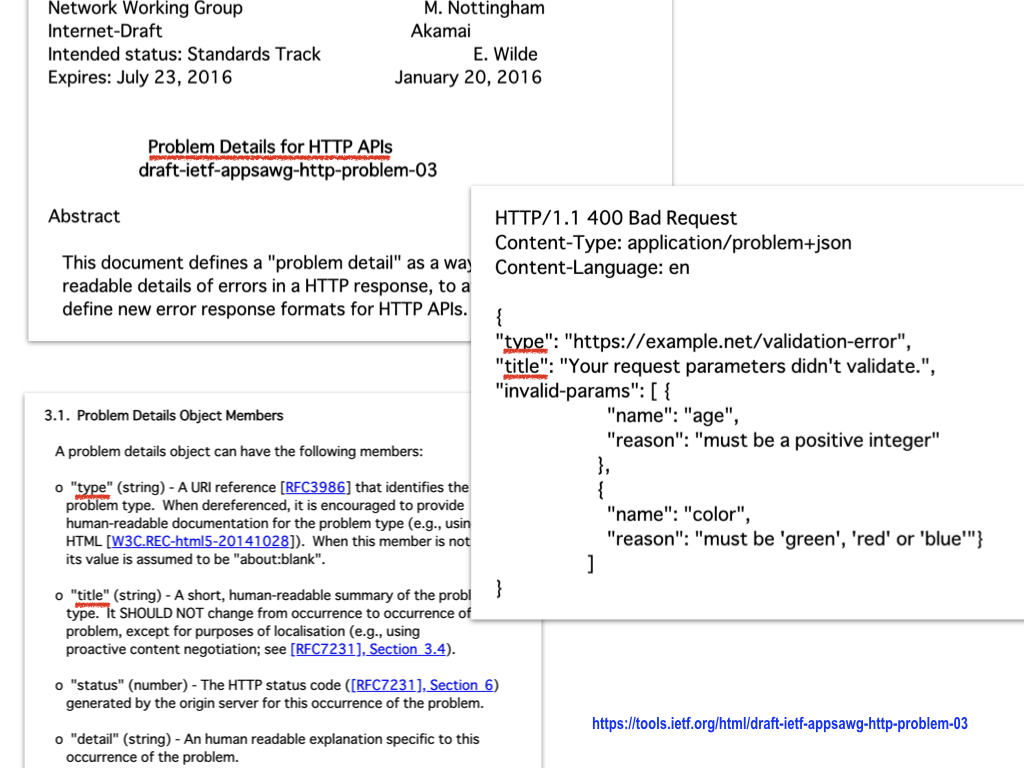 Network Working Group M. Nottingham
Internet-Draft Akamai
Intended status: Standards Track E. Wilde
Expires: July 23, 2016 January 20, 2016
Problem Details for HTTP APIs
draft-ietf-appsawg-http-problem-03
Abstract
This document defines a "problem detail" as a way
readable details of errors in a HTTP response, to a
define new error response formats for HTTP APIs.
HTTP/1.1 400 Bad Request
Content-Type: application/problem+json
Content-Language: en
{
"type": "https://example.net/validation-error",
"title": "Your request parameters didn't validate.",
"invalid-params": [ {
"name": "age",
"reason": "must be a positive integer"
},
{
"name": "color",
"reason": "must be 'green', 'red' or 'blue'"}
]
}
3.1. Problem Details Object Members
A problem details object can have the following members:
o "type" (string) - A URI reference [RFC3986] that identifies the
problem type. When dereferenced, it is encouraged to provide
human-readable documentation for the problem type (e.g., usin
HTML [W3C.REC-html5-20141028]). When this member is not
its value is assumed to be "about:blank".
o "title" (string) - A short, human-readable summary of the probl
type. It SHOULD NOT change from occurrence to occurrence of
problem, except for purposes of localisation (e.g., using
proactive content negotiation; see [RFC7231], Section 3.4).
o "status" (number) - The HTTP status code ([RFC7231], Section 6)
generated by the origin server for this occurrence of the problem.
o "detail" (string) - An human readable explanation specific to this
occurrence of the problem.
https://tools.ietf.org/html/draft-ietf-appsawg-http-problem-03